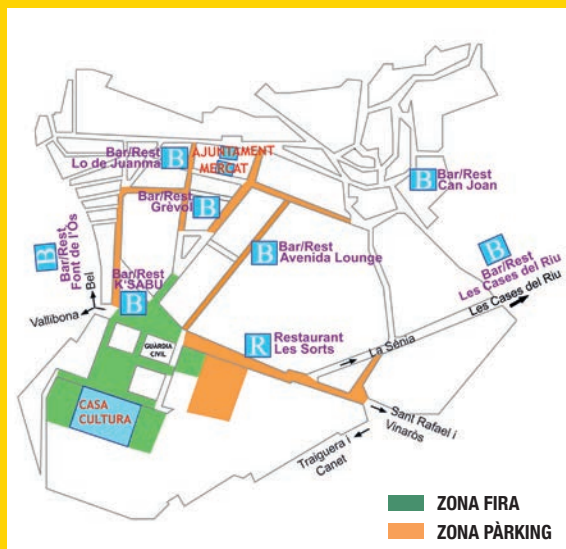 Bar/Rest
Lo de Juanma
B
AJUNTAMENT
MERCAT
B
Bar/Rest
Can Joan
Bar/Rest
Grèvol
B
B
Bar/Rest
Font de l'Òs
Bel
Vallibona
Bar/Rest
K'SABU
B
B
Bar/Rest
Avenida Lounge
B
Bar/Rest
Les Cases del Riu
Les Cases del Riu
GUÀRDIA
CIVIL
R
Restaurant
Les Sorts
La Sénia
CASA
CULTURA
Sant Rafael i
Vinaròs
Traiguera i
Canet
ZONA FIRA
ZONA PÀRKING